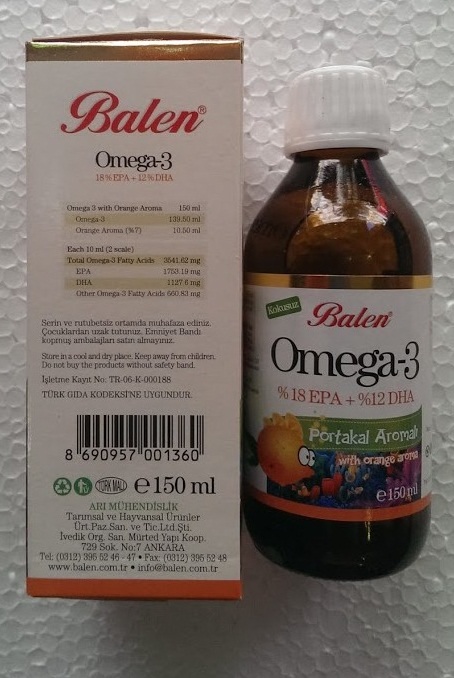 Balen®
Omega-3
18%EPA + 12%DHA
Omega 3 with Orange Aroma 150 ml
Omega-3 139.50 ml
Orange Aroma (%7) 10.50 ml
Each 10 ml (2 scale)
Total Omega-3 Fatty Acids 3541.62 mg
EPA 1753.19 mg
DHA 1127.6 mg
Other Omega-3 Fatty Acids 660.83 mg
Serin ve rutubetsiz ortamda muhafaza ediniz.
Çocuklardan uzak tutunuz. Emniyet Bandı
kopmuş ambalajları satın almayınız.
Store in a cool and dry place. Keep away from children.
Do not buy the products without safety band.
İşletme Kayıt No: TR-06-K-000188
TÜRK GIDA KODEKSİNE UYGUNDUR.
8 690957 001360
TÜRK MALI e 150 ml
ARI MÜHENDİSLİK
Tarımsal ve Hayvansal Ürünler
Ürt.Paz.San. ve Tic.Ltd.Şti.
İvedik Org. San. Mürted Yapı Koop.
729 Sok. No:7 ANKARA
Tel: (0312) 395 52 46 - 47 • Fax: (0312) 395 52 48
www.balen.com.tr • info@balen.com.tr
Kokusuz
Balen®
Omega-3
%18 EPA + %12 DHA
Portakal Aromalı
with orange aroma
e 150 ml